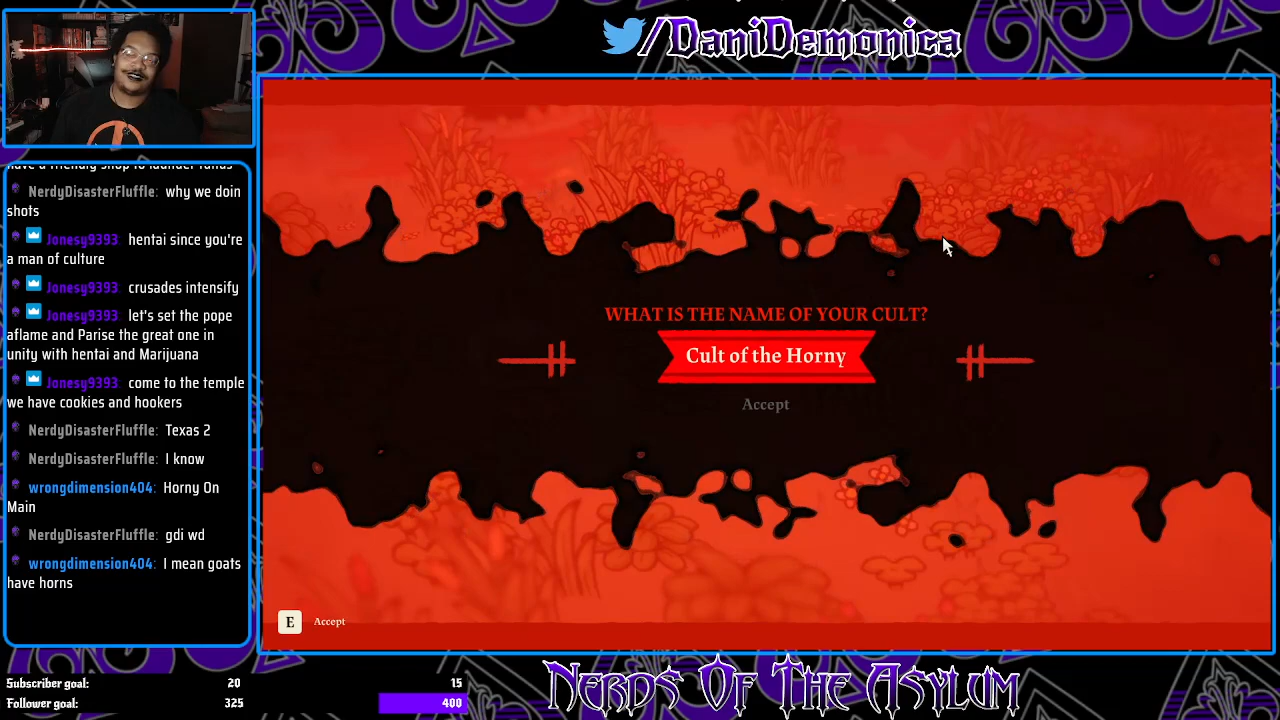 /DaniDemonica
NerdyDisasterFluffle: why we doin
shots
Jonesy9393: hentai since you're
a man of culture
Jonesy9393: crusades intensify
Jonesy9393: let's set the pope
aflame and Parise the great one in
unity with hentai and Marijuana
Jonesy9393: come to the temple
we have cookies and hookers
NerdyDisasterFluffle: Texas 2
NerdyDisasterFluffle: I know
wrongdimension404: Horny On
Main
NerdyDisasterFluffle: gdi wd
wrongdimension404: I mean goats
have horns
WHAT IS THE NAME OF YOUR CULT?
Cult of the Horny
Accept
E Accept
Subscriber goal: 20 15
Follower goal: 325 400
Nerds Of The Asylum